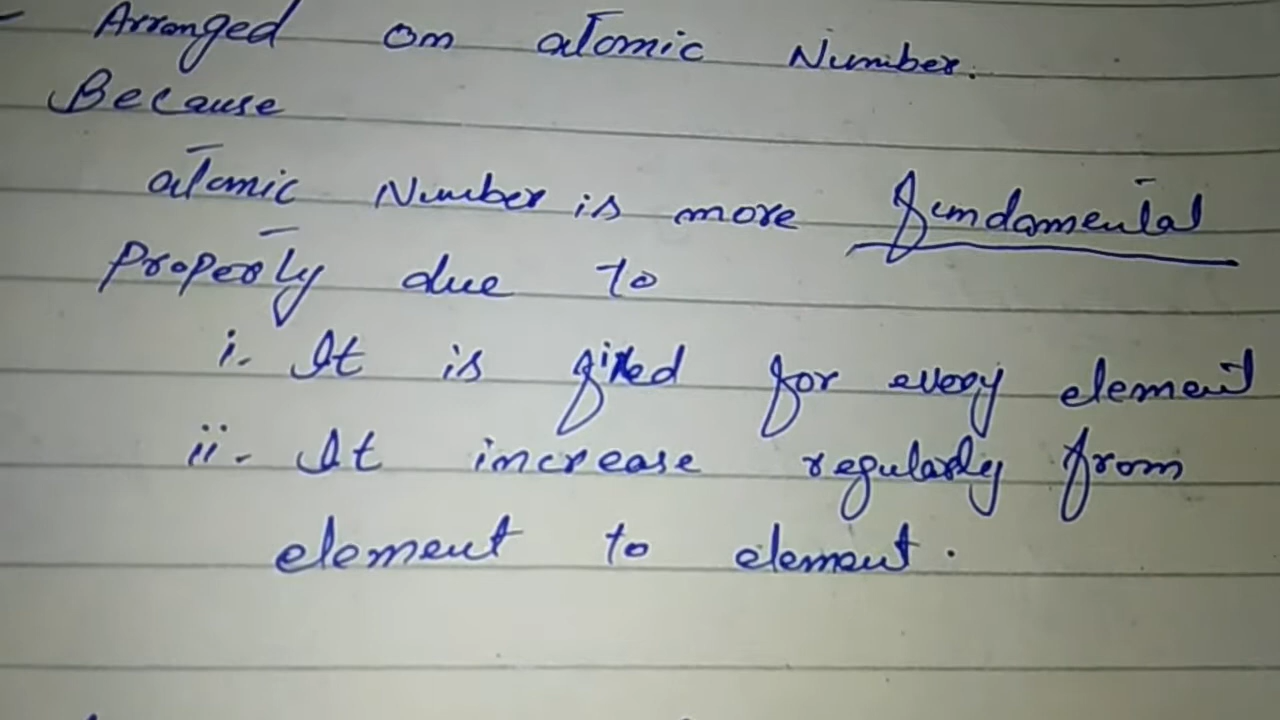 - Arranged on atomic Number.
Because
atomic Number is more fundamental
Property due to
i. It is fixed for every element
ii. It increase regularly from
element to element.